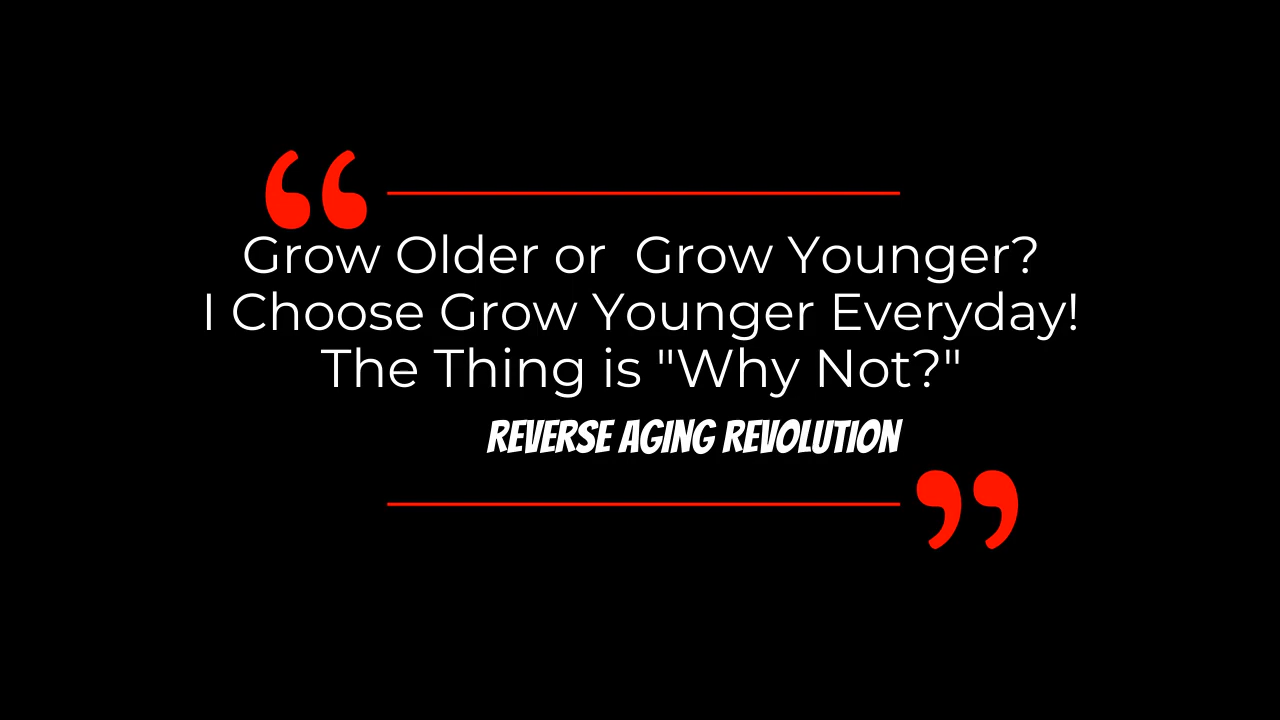 Grow Older or  Grow Younger?
I Choose Grow Younger Everyday!
The Thing is "Why Not?"
REVERSE AGING REVOLUTION